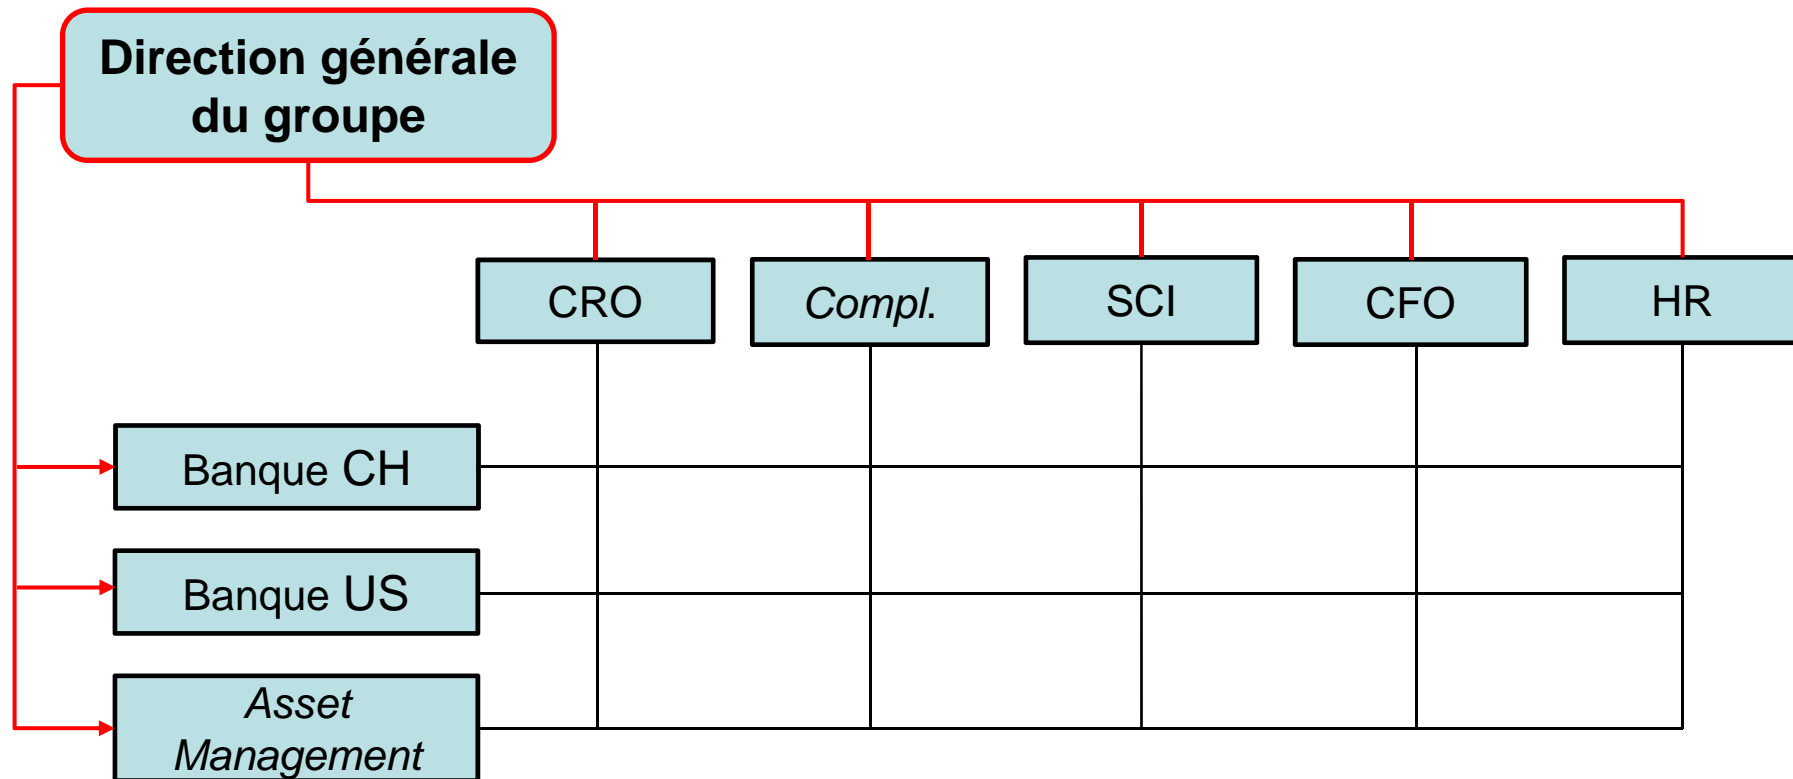 Direction générale
du groupe
CRO
Compl.
SCI
CFO
HR
Banque CH
Banque US
Asset
Management